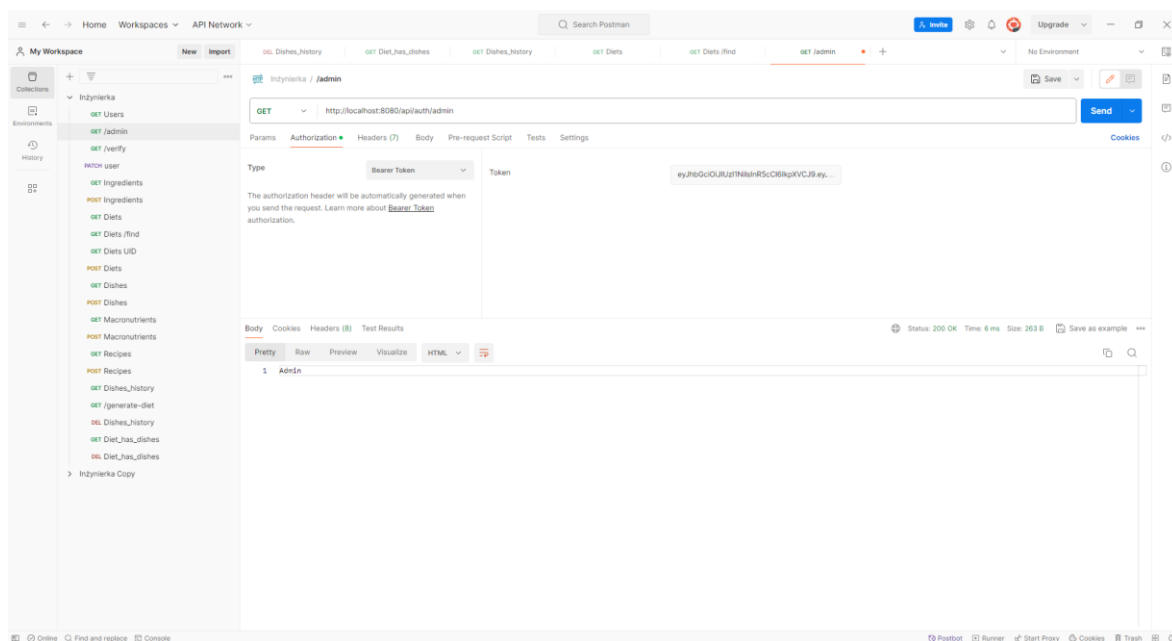 Home Workspaces API Network Search Postman Invite Upgrade
My Workspace New Import DEL Dishes_history GET Diet_has_dishes GET Dishes_history GET Diets GET Diets /find GET /admin No Environment
Collections
Environments
History
Inżynierka
GET Users
GET /admin
GET /verify
PATCH user
GET Ingredients
POST Ingredients
GET Diets
GET Diets /find
GET Diets UID
POST Diets
GET Dishes
POST Dishes
GET Macronutrients
POST Macronutrients
GET Recipes
POST Recipes
GET Dishes_history
GET /generate-diet
DEL Dishes_history
GET Diet_has_dishes
DEL Diet_has_dishes
Inżynierka Copy
Inżynierka / /admin Save
GET http://localhost:8080/api/auth/admin Send
Params Authorization Headers (7) Body Pre-request Script Tests Settings Cookies
Type Bearer Token Token
The authorization header will be automatically generated when
you send the request. Learn more about Bearer Token
authorization.
Body Cookies Headers (8) Test Results Status: 200 OK Time: 6 ms Size: 263 B Save as example
Pretty Raw Preview Visualize HTML
1 Admin
Online Find and replace Console Postbot Runner Start Proxy Cookies Trash